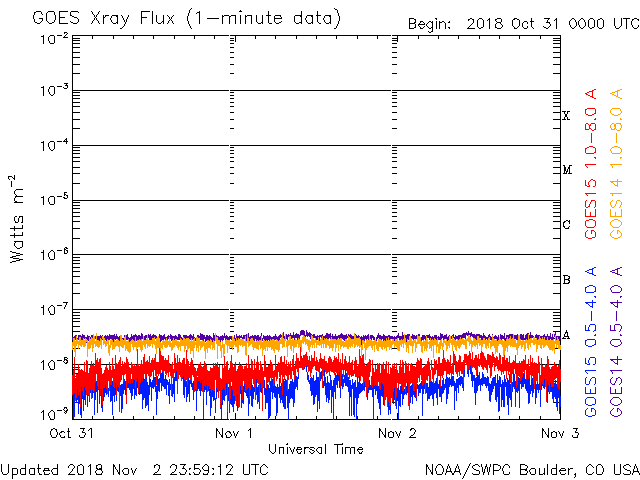 GOES Xray Flux (1-minute data)
Begin: 2018 Oct 31 0000 UTC
Watts m⁻²
10⁻²
10⁻³
10⁻⁴
10⁻⁵
10⁻⁶
10⁻⁷
10⁻⁸
10⁻⁹
X
M
C
B
A
GOES15 1.0-8.0 A
GOES14 1.0-8.0 A
GOES15 0.5-4.0 A
GOES14 0.5-4.0 A
Oct 31 Nov 1 Nov 2 Nov 3
Universal Time
Updated 2018 Nov 2 23:59:12 UTC
NOAA/SWPC Boulder, CO USA